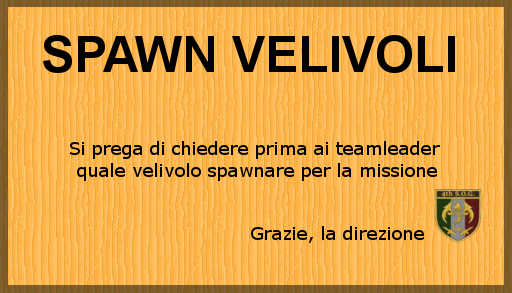 SPAWN VELIVOLI
Si prega di chiedere prima ai teamleader
quale velivolo spawnare per la missione
Grazie, la direzione